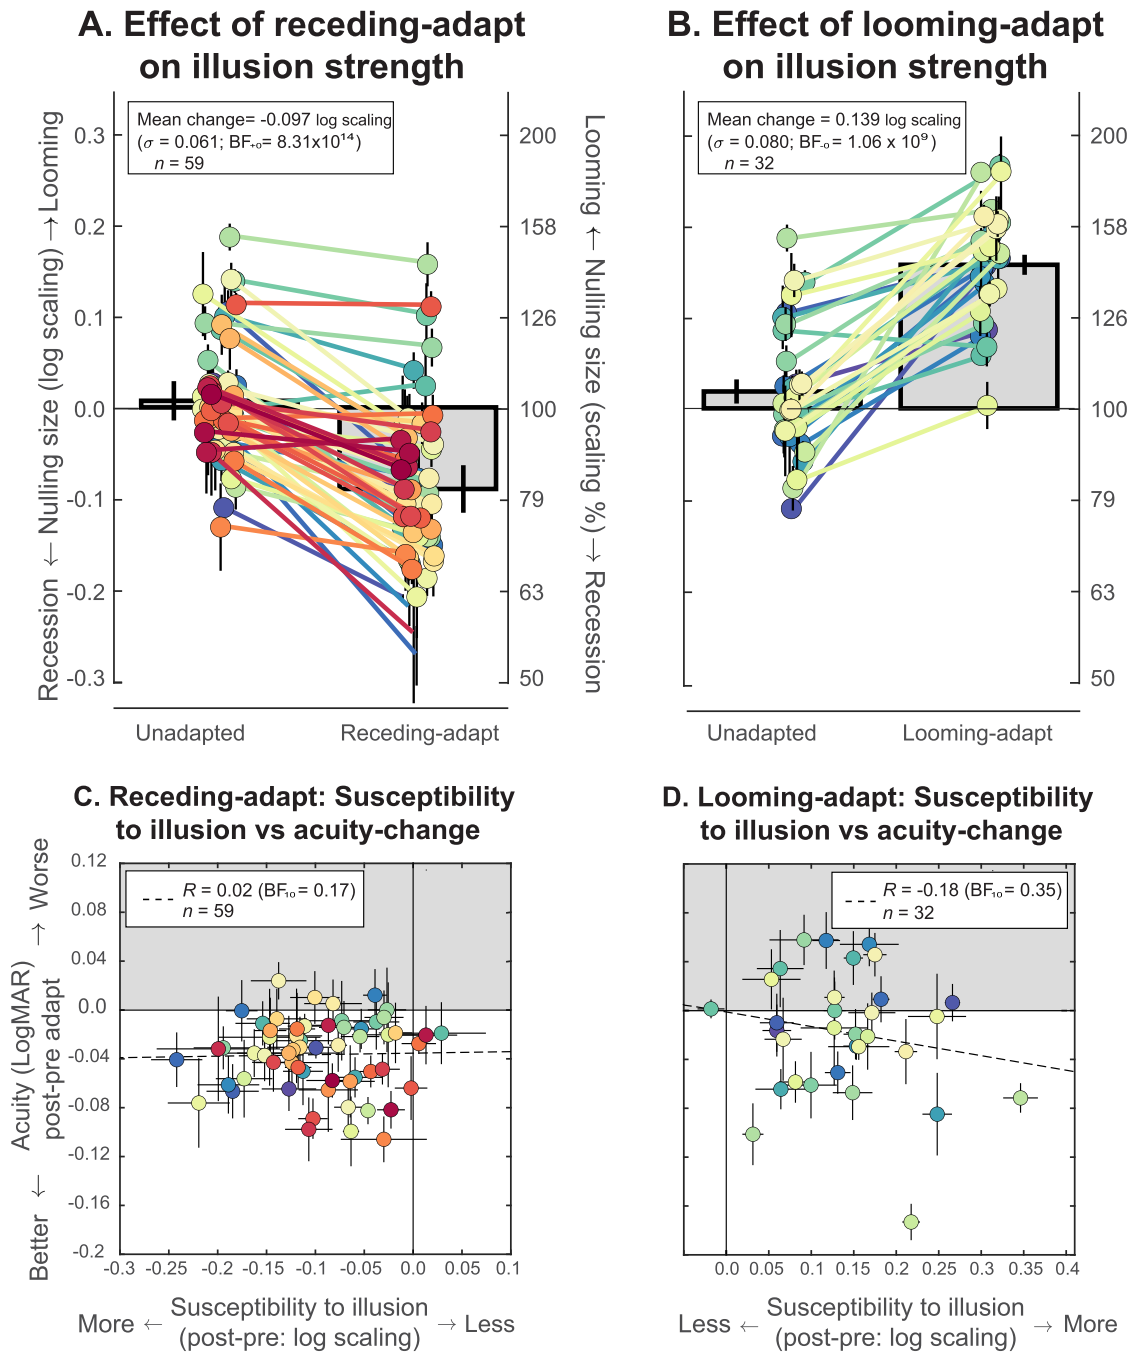 A. Effect of receding-adapt
on illusion strength
Mean change= -0.097 log scaling
(σ = 0.061; BF₊₀= 8.31x10¹⁴)
n = 59
Recession ← Nulling size (log scaling) → Looming
0.3
0.2
0.1
0.0
-0.1
-0.2
-0.3
200
158
126
100
79
63
50
Looming ← Nulling size (scaling %) → Recession
Unadapted
Receding-adapt
B. Effect of looming-adapt
on illusion strength
Mean change = 0.139 log scaling
(σ = 0.080; BF₋₀= 1.06 x 10⁹)
n = 32
200
158
126
100
79
63
50
Unadapted
Looming-adapt
C. Receding-adapt: Susceptibility
to illusion vs acuity-change
R = 0.02 (BF₁₀ = 0.17)
n = 59
Better ← Acuity (LogMAR) → Worse
post-pre adapt
0.12
0.08
0.04
0.0
-0.04
-0.08
-0.12
-0.16
-0.2
-0.3 -0.25 -0.2 -0.15 -0.1 -0.05 0.0 0.05 0.1
More ← Susceptibility to illusion → Less
(post-pre: log scaling)
D. Looming-adapt: Susceptibility
to illusion vs acuity-change
R = -0.18 (BF₁₀= 0.35)
n = 32
0.0 0.05 0.1 0.15 0.2 0.25 0.3 0.35 0.4
Less ← Susceptibility to illusion → More
(post-pre: log scaling)